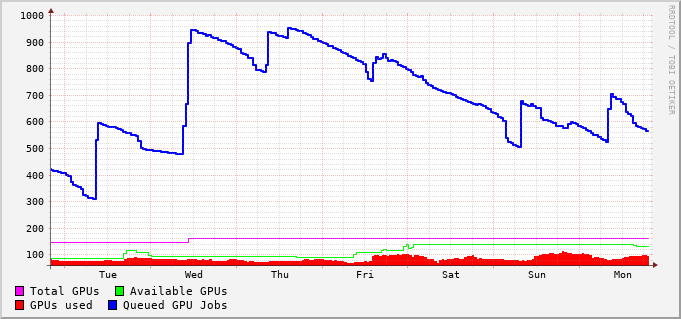 1000
900
800
700
600
500
400
300
200
100
Tue Wed Thu Fri Sat Sun Mon
Total GPUs Available GPUs
GPUs used Queued GPU Jobs
RRDTOOL / TOBI OETIKER